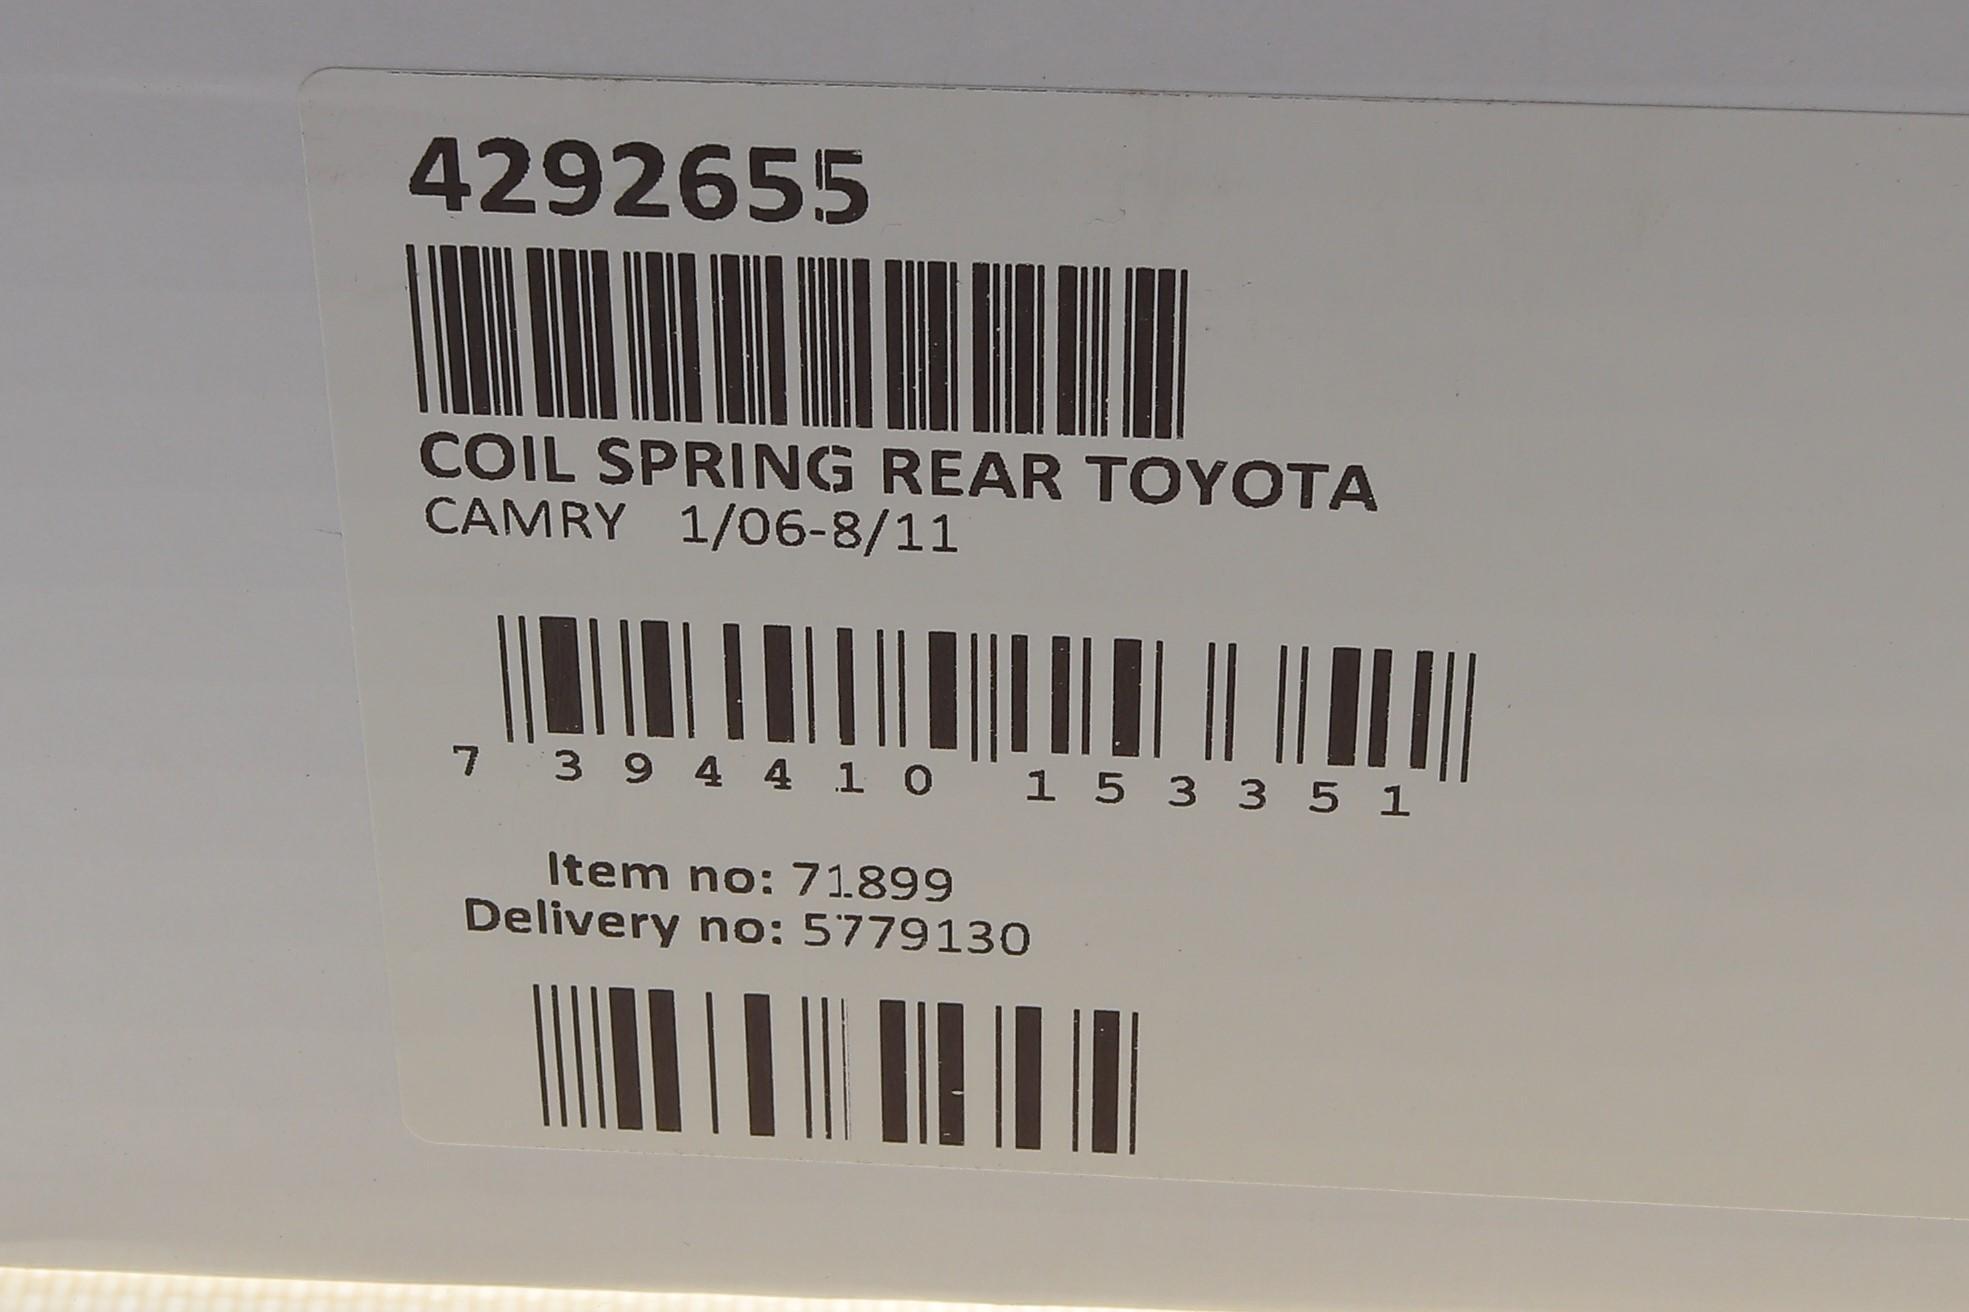 4292655
COIL SPRING REAR TOYOTA
CAMRY 1/06-8/11
7 394410 153351
Item no: 71899
Delivery no: 5779130